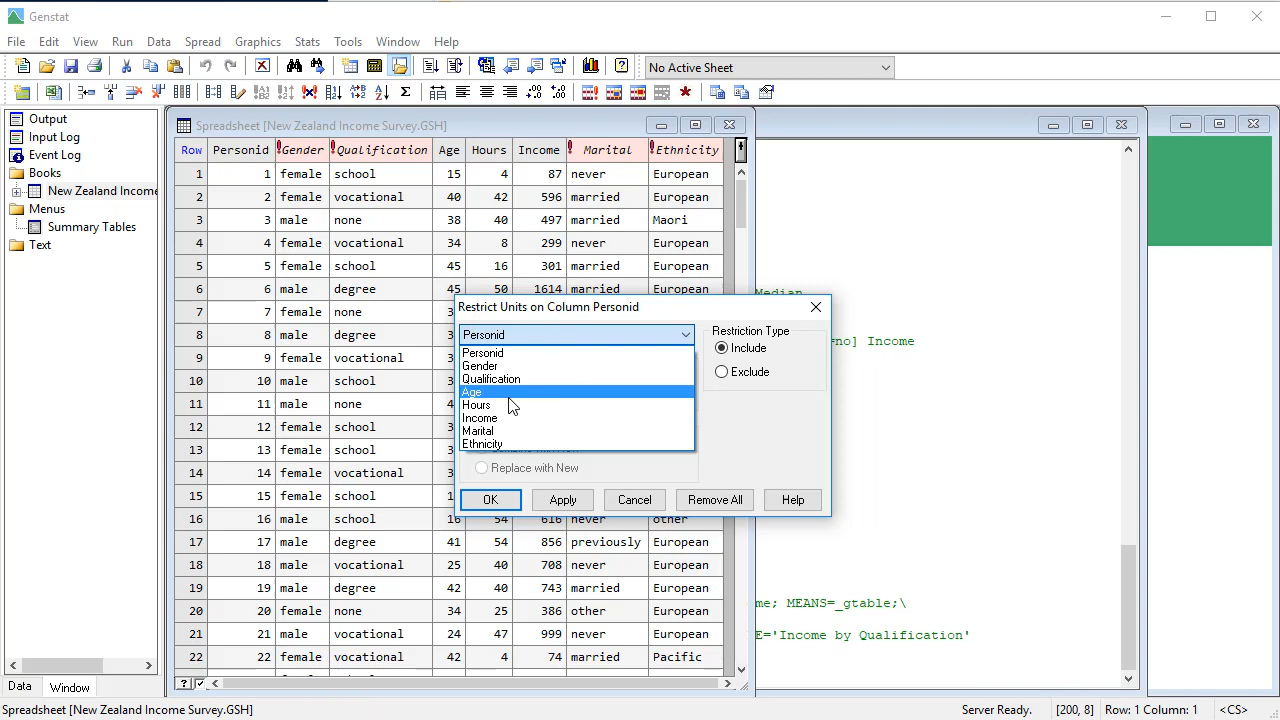 Genstat
File Edit View Run Data Spread Graphics Stats Tools Window Help
No Active Sheet
Output
Input Log
Event Log
Books
New Zealand Income
Menus
Summary Tables
Text
Data Window
Spreadsheet [New Zealand Income Survey.GSH]
Row Personid Gender Qualification Age Hours Income Marital Ethnicity
1 1 female school 15 4 87 never European
2 2 female vocational 40 42 596 married European
3 3 male none 38 40 497 married Maori
4 4 female vocational 34 8 299 never European
5 5 female school 45 16 301 married European
6 6 male degree 45 50 1614 married European
7 7 female none 3
8 8 male degree 3
9 9 female vocational 3
10 10 male school 3
11 11 male none 4
12 12 female school 3
13 13 female school 3
14 14 female vocational 3
15 15 female school 1
16 16 male school 16 54 616 never other
17 17 male degree 41 54 856 previously European
18 18 male vocational 25 40 708 never European
19 19 male degree 42 40 743 married European
20 20 female none 34 25 386 other European
21 21 male vocational 24 47 999 never European
22 22 female vocational 42 4 74 married Pacific
Restrict Units on Column Personid
Personid
Personid
Gender
Qualification
Age
Hours
Income
Marital
Ethnicity
Replace with New
Restriction Type
Include
Exclude
OK Apply Cancel Remove All Help
Median
=no] Income
me; MEANS=_gtable;\
E='Income by Qualification'
Spreadsheet [New Zealand Income Survey.GSH] Server Ready. [200, 8] Row: 1 Column: 1 <CS>